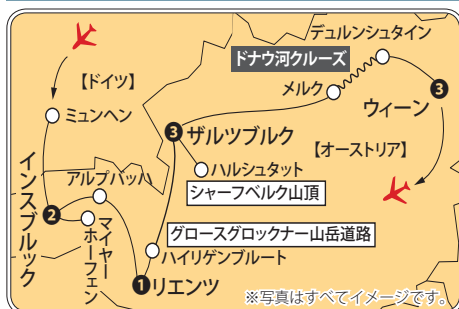 デュルンシュタイン
ドナウ河クルーズ
【ドイツ】
メルク
ミュンヘン
ウィーン
3
3
ザルツブルク
【オーストリア】
ハルシュタット
シャーフベルク山頂
アルプバッハ
インスブルック
2
マイヤー
ホーフェン
グロースグロックナー山岳道路
ハイリゲンブルート
1
リエンツ
※写真はすべてイメージです。